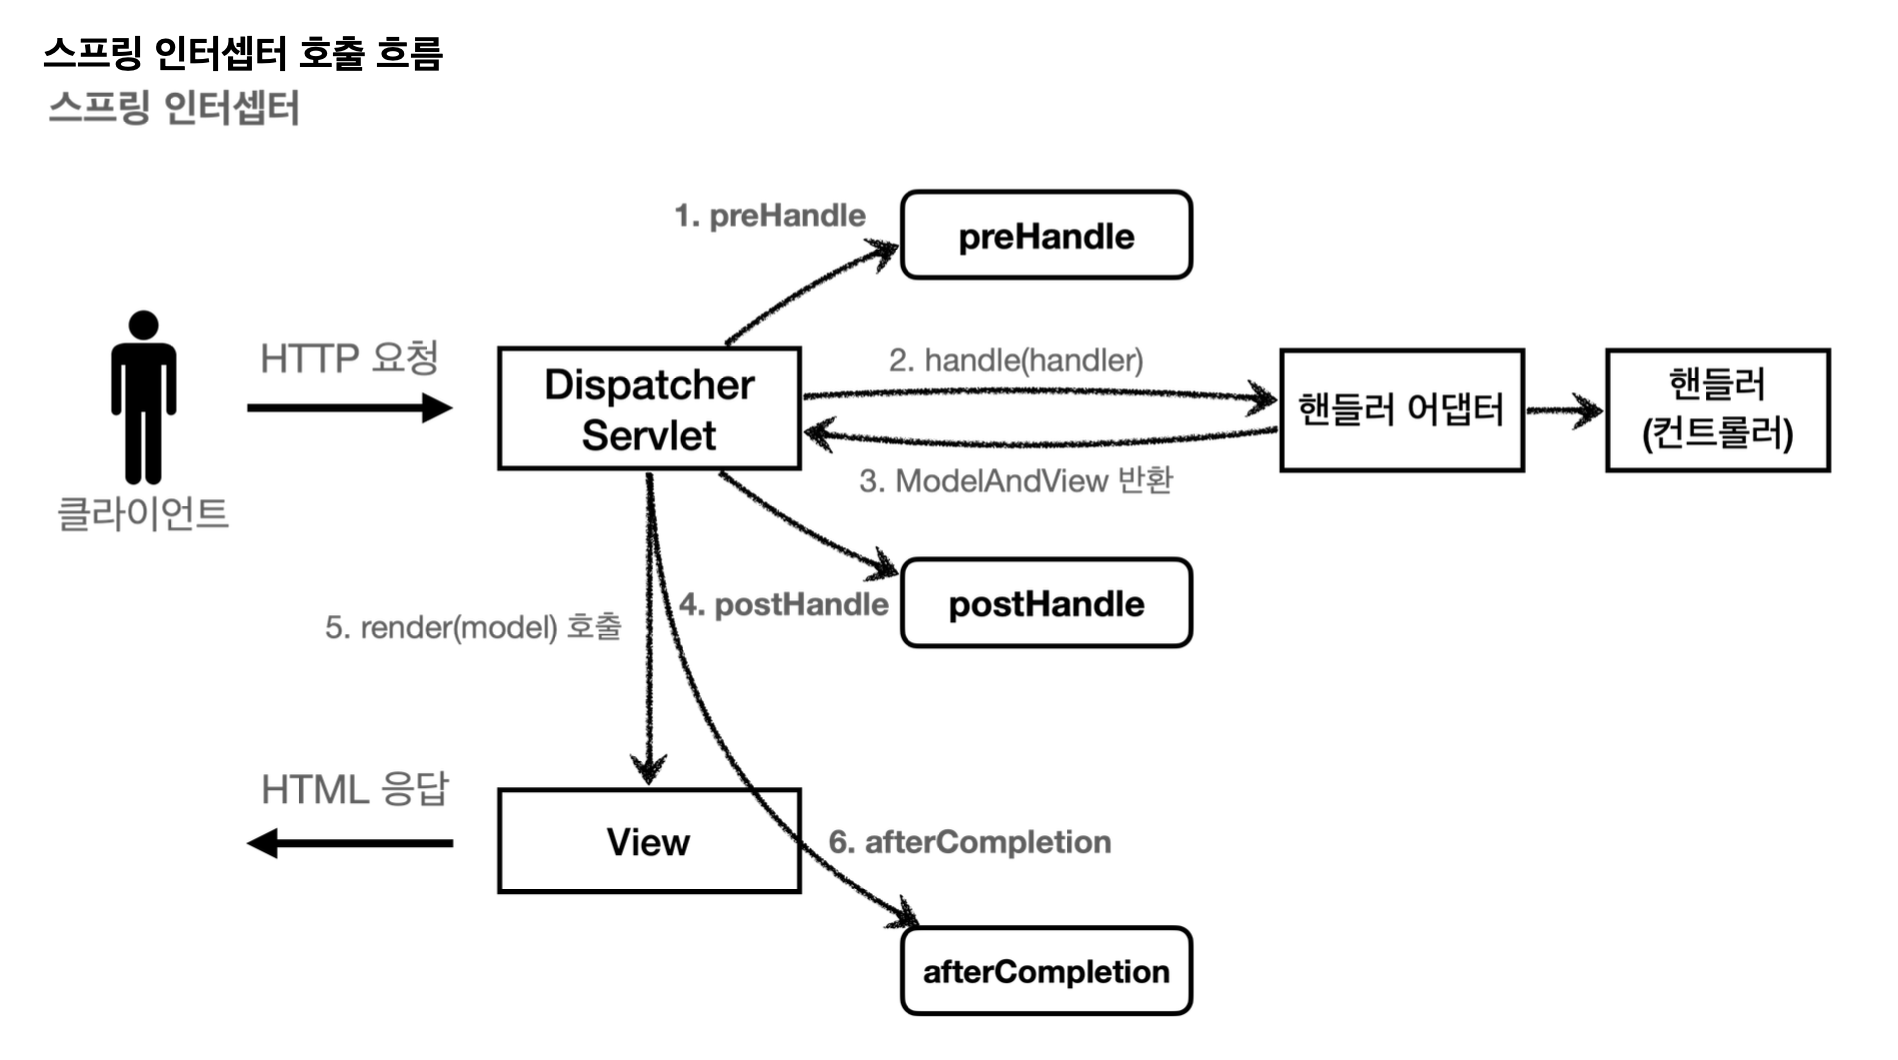 스프링 인터셉터 호출 흐름
스프링 인터셉터
1. preHandle
preHandle
HTTP 요청
Dispatcher
Servlet
2. handle(handler)
핸들러 어댑터
핸들러
(컨트롤러)
3. ModelAndView 반환
클라이언트
4. postHandle
postHandle
5. render(model) 호출
HTML 응답
View
6. afterCompletion
afterCompletion